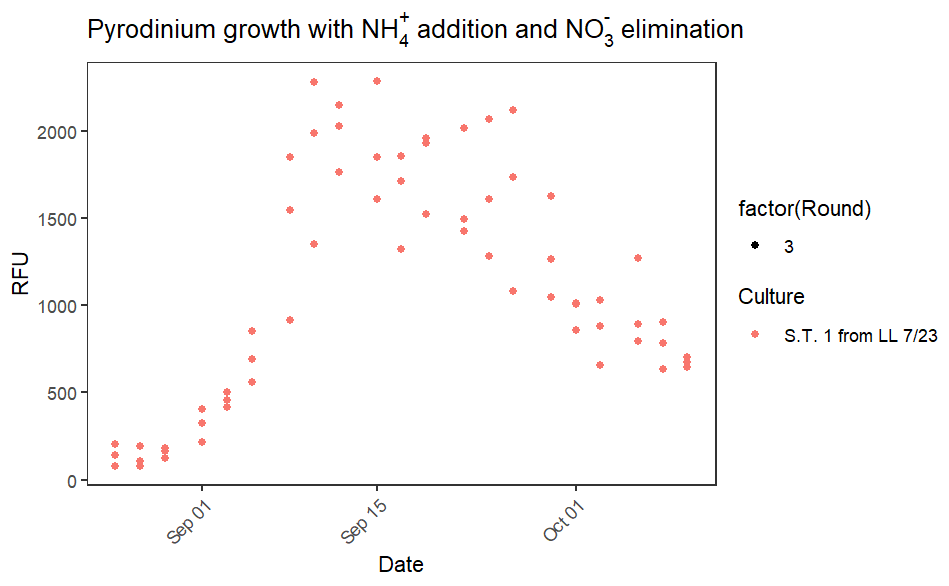 Pyrodinium growth with NH₄⁺ addition and NO₃⁻ elimination
2000
1500
1000
500
0
RFU
Sep 01
Sep 15
Oct 01
Date
factor(Round)
3
Culture
S.T. 1 from LL 7/23